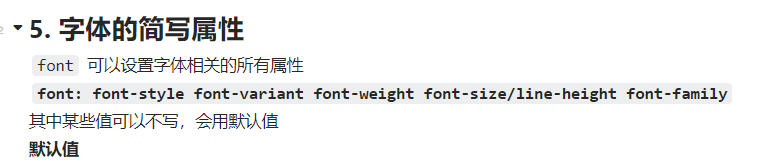 5. 字体的简写属性
font 可以设置字体相关的所有属性
font: font-style font-variant font-weight font-size/line-height font-family
其中某些值可以不写，会用默认值
默认值